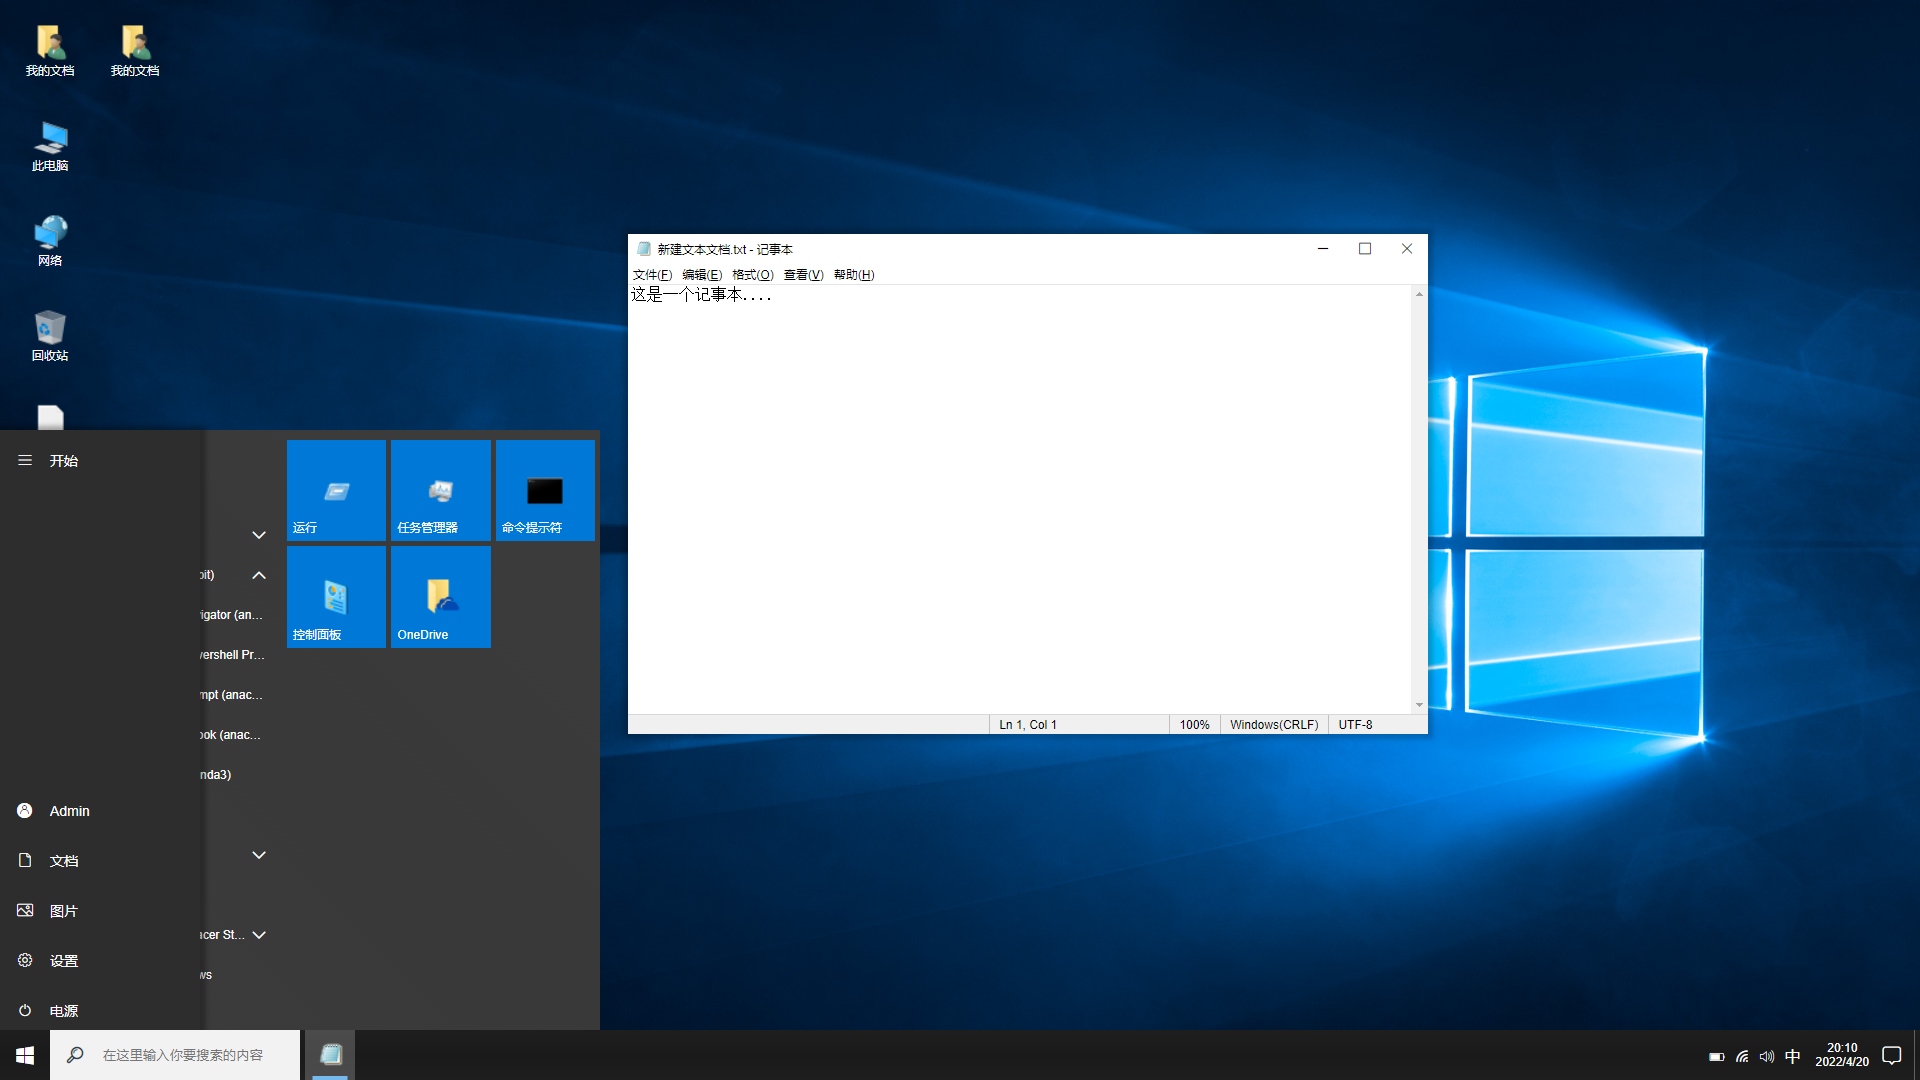 我的文档
我的文档
此电脑
网络
回收站
新建文本文档.txt - 记事本
文件(F) 编辑(E) 格式(O) 查看(V) 帮助(H)
这是一个记事本....
Ln 1, Col 1
100%
Windows(CRLF)
UTF-8
开始
Admin
文档
图片
设置
电源
bit)
igator (an...
ershell Pr...
mpt (anac...
ook (anac...
nda3)
acer St...
ws
运行
任务管理器
命令提示符
控制面板
OneDrive
在这里输入你要搜索的内容
中
20:10
2022/4/20